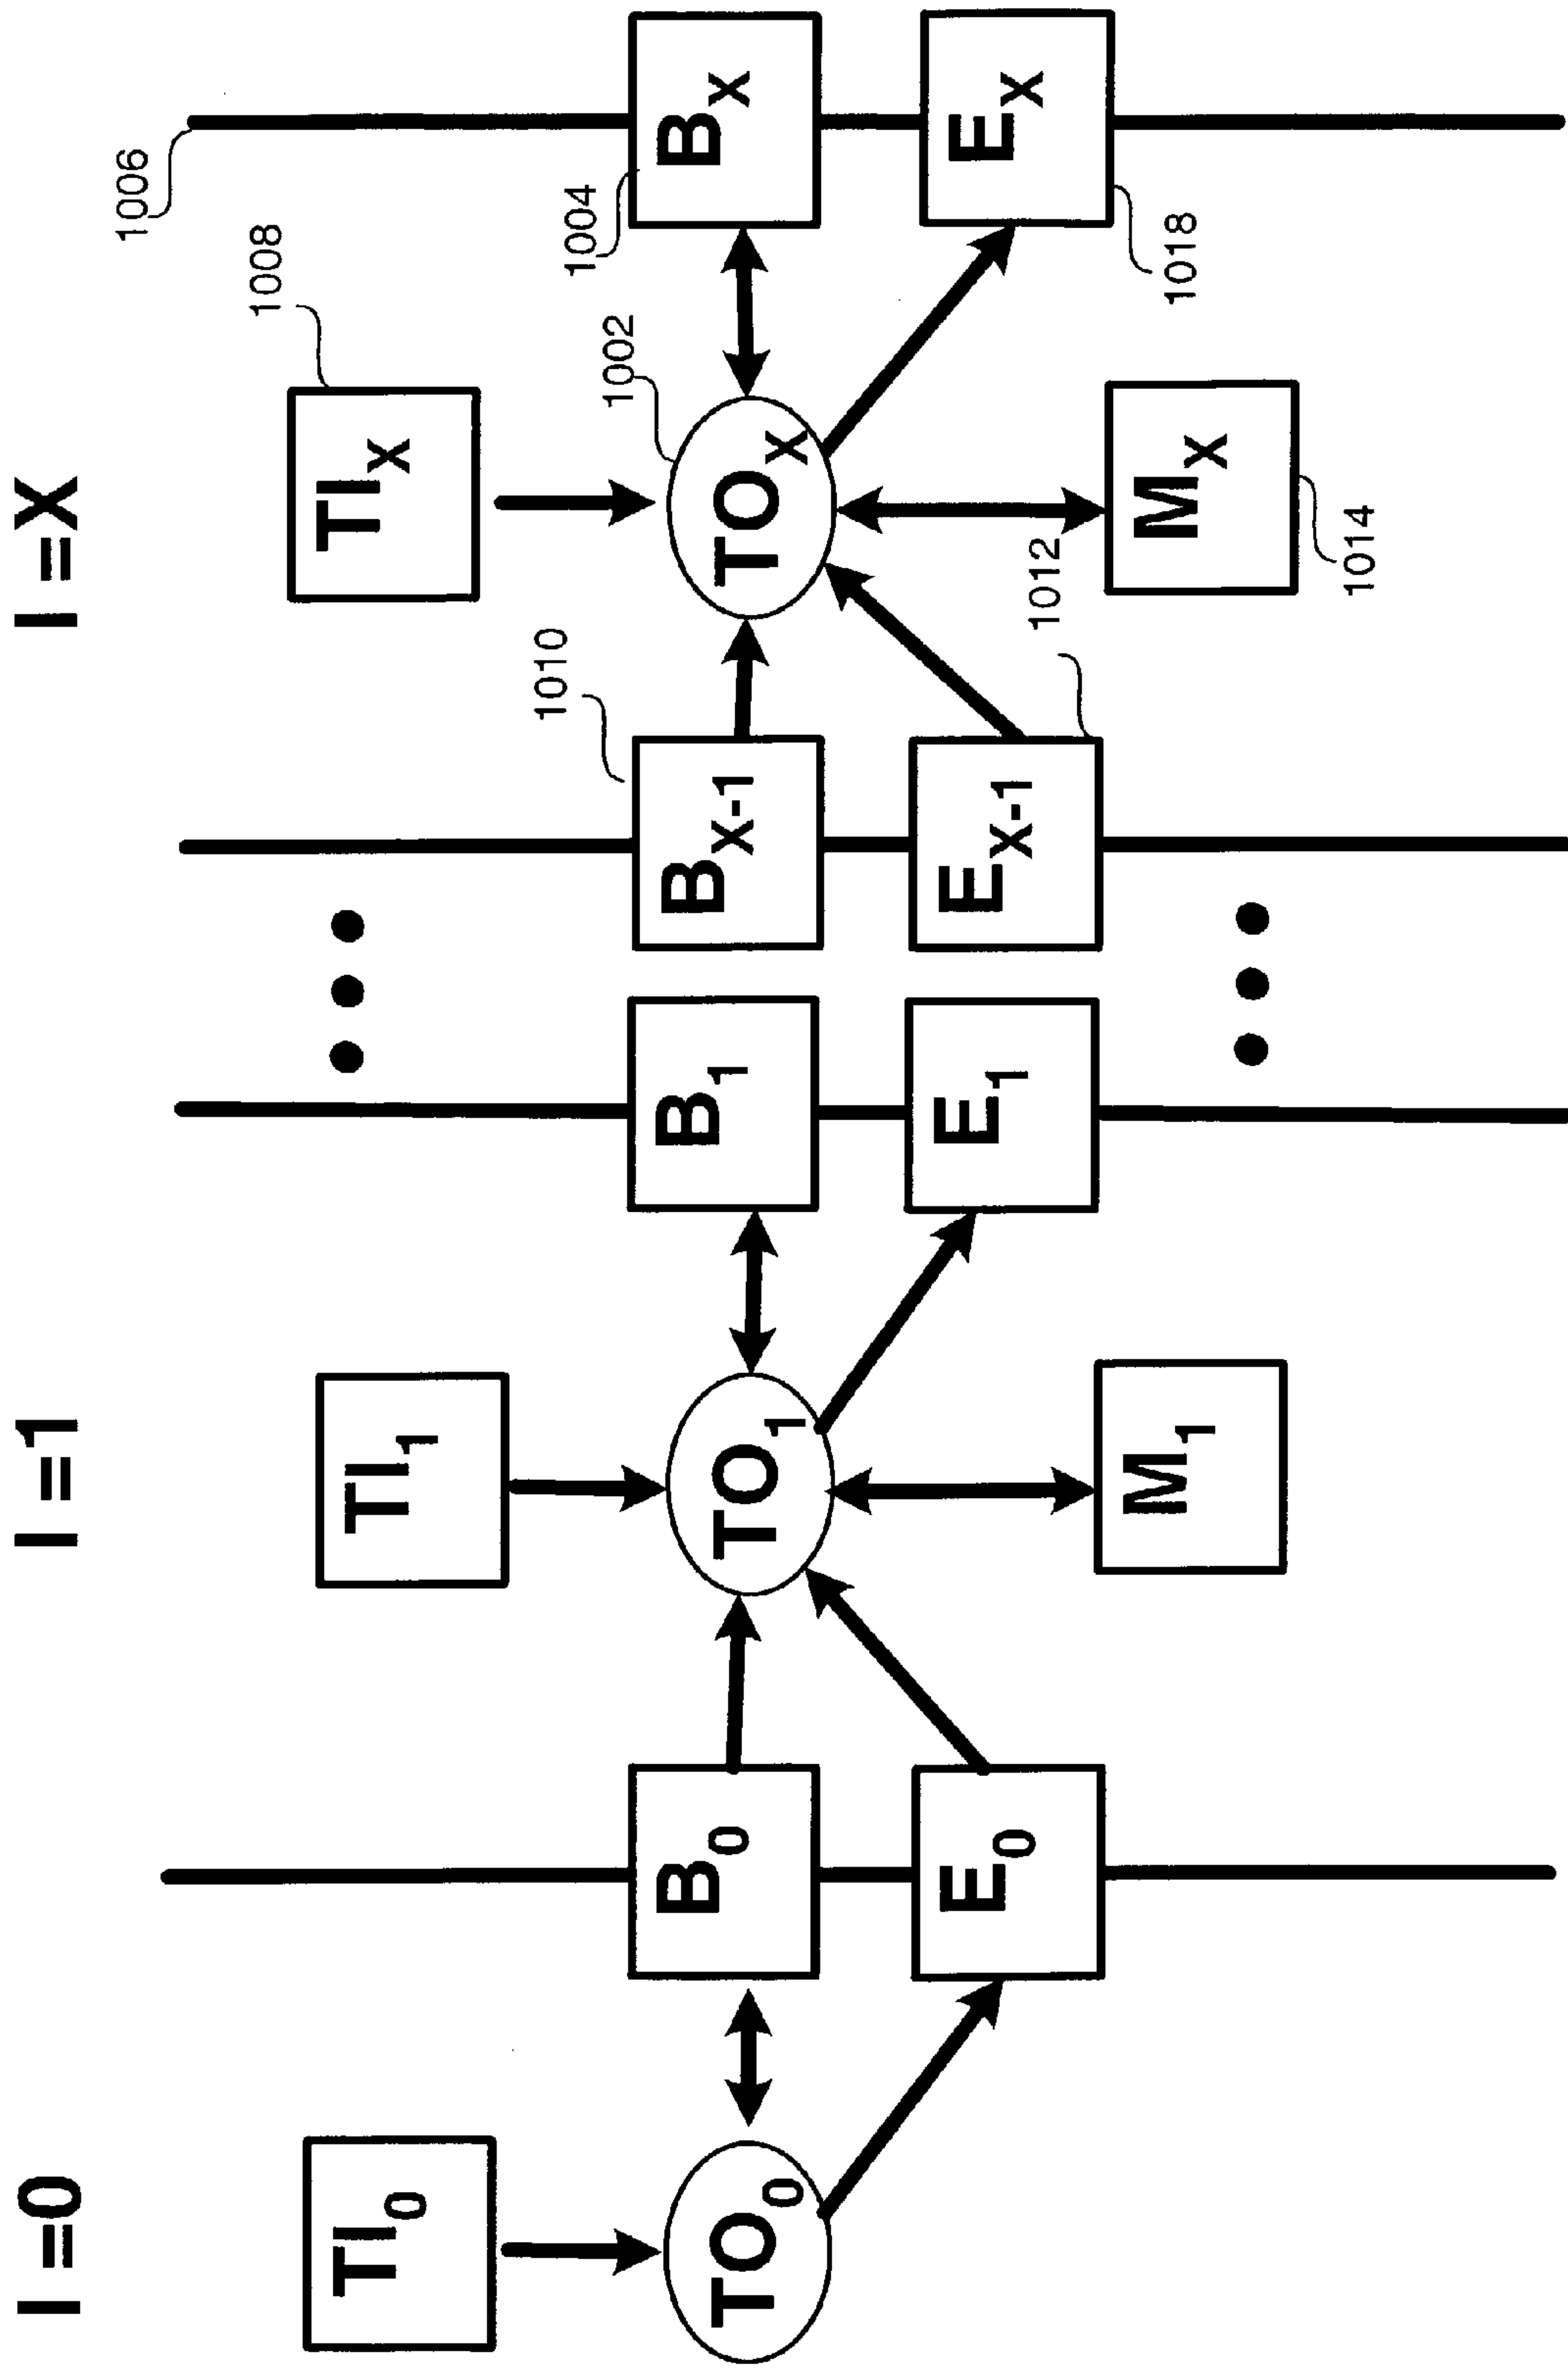 I =0
I =1
I =X
1006
TI₀
TI₁
TIₓ
1008
TO₀
B₀
TO₁
B₁
Bₓ₋₁
1010
TOₓ
1002
Bₓ
1004
E₀
E₁
Eₓ₋₁
1012
Eₓ
1018
M₁
Mₓ
1014